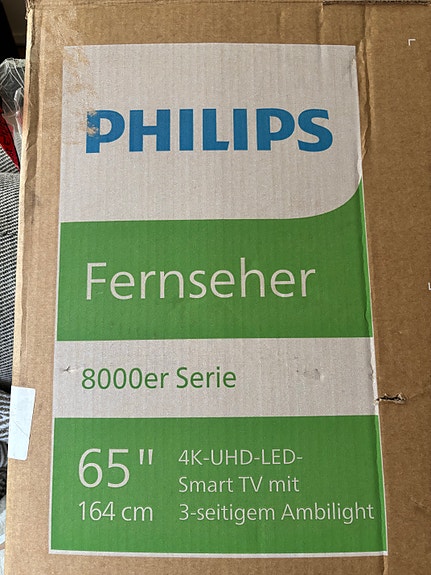 PHILIPS
Fernseher
8000er Serie
65"
164 cm
4K-UHD-LED-
Smart TV mit
3-seitigem Ambilight